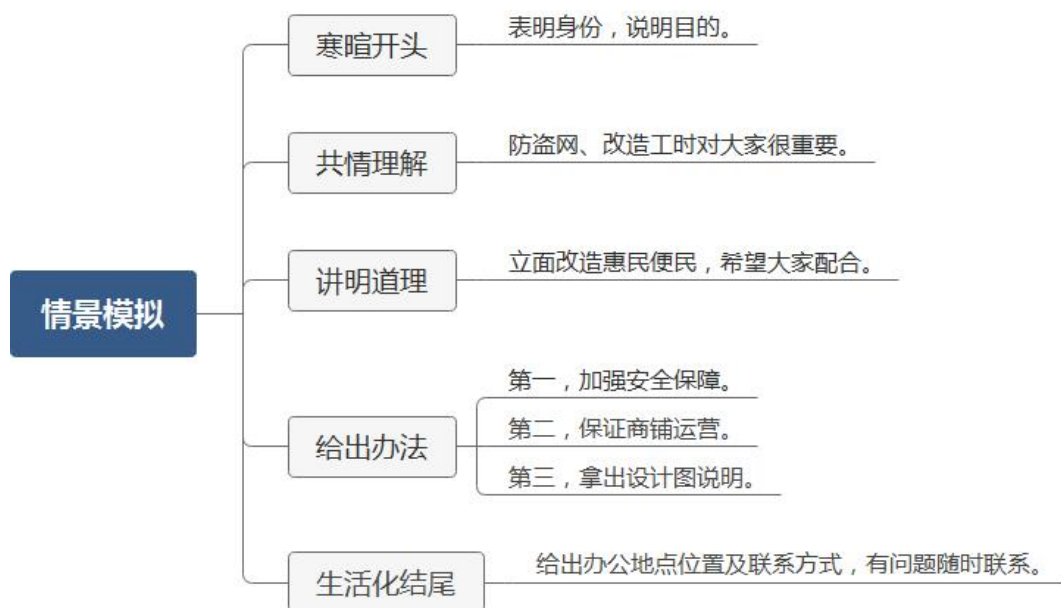 寒暄开头
表明身份，说明目的。
共情理解
防盗网、改造工时对大家很重要。
讲明道理
立面改造惠民便民，希望大家配合。
情景模拟
给出办法
第一，加强安全保障。
第二，保证商铺运营。
第三，拿出设计图说明。
生活化结尾
给出办公地点位置及联系方式，有问题随时联系。